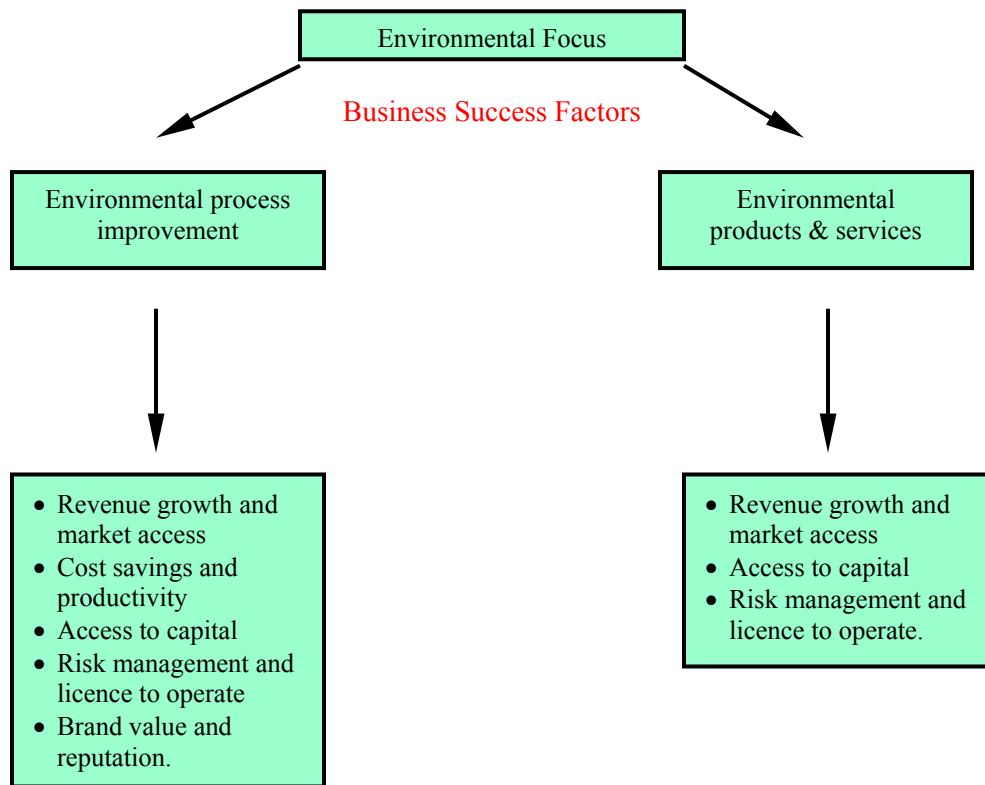 Environmental Focus
Business Success Factors
Environmental process
improvement
Environmental
products & services
• Revenue growth and
market access
• Cost savings and
productivity
• Access to capital
• Risk management and
licence to operate
• Brand value and
reputation.
• Revenue growth and
market access
• Access to capital
• Risk management and
licence to operate.